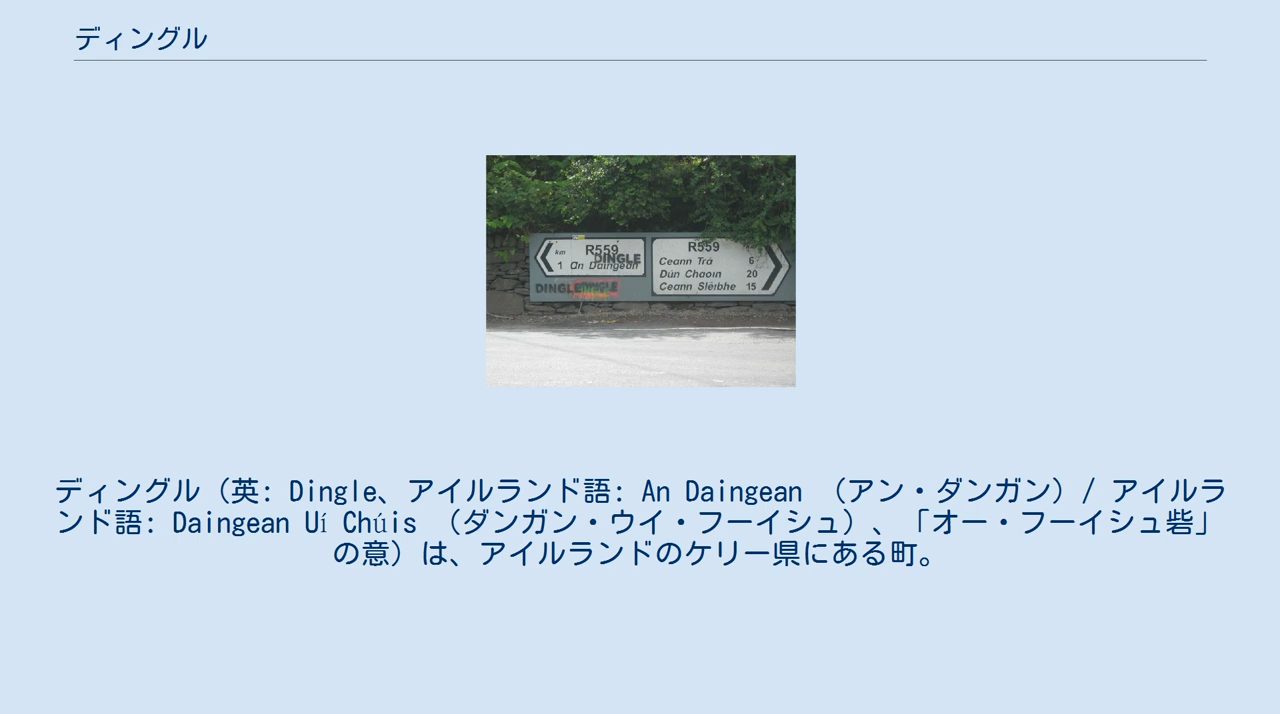 ディングル
R559
km
DINGLE
1 An Daingean
DINGLE DINGLE
R559
Ceann Trá 6
Dún Chaoin 20
Ceann Sléibhe 15
ディングル（英: Dingle、アイルランド語: An Daingean （アン・ダンガン）/ アイルラ
ンド語: Daingean Uí Chúis （ダンガン・ウイ・フーイシュ）、「オー・フーイシュ砦」
の意）は、アイルランドのケリー県にある町。